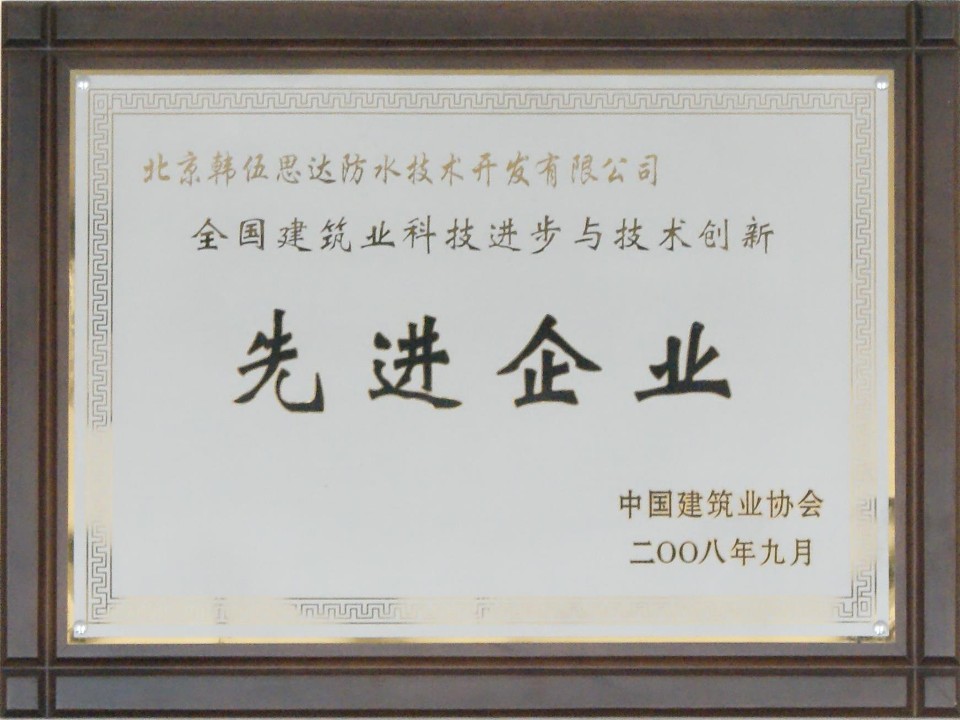 北京韩伍思达防水技术开发有限公司
全国建筑业科技进步与技术创新
先进企业
中国建筑业协会
二OO八年九月